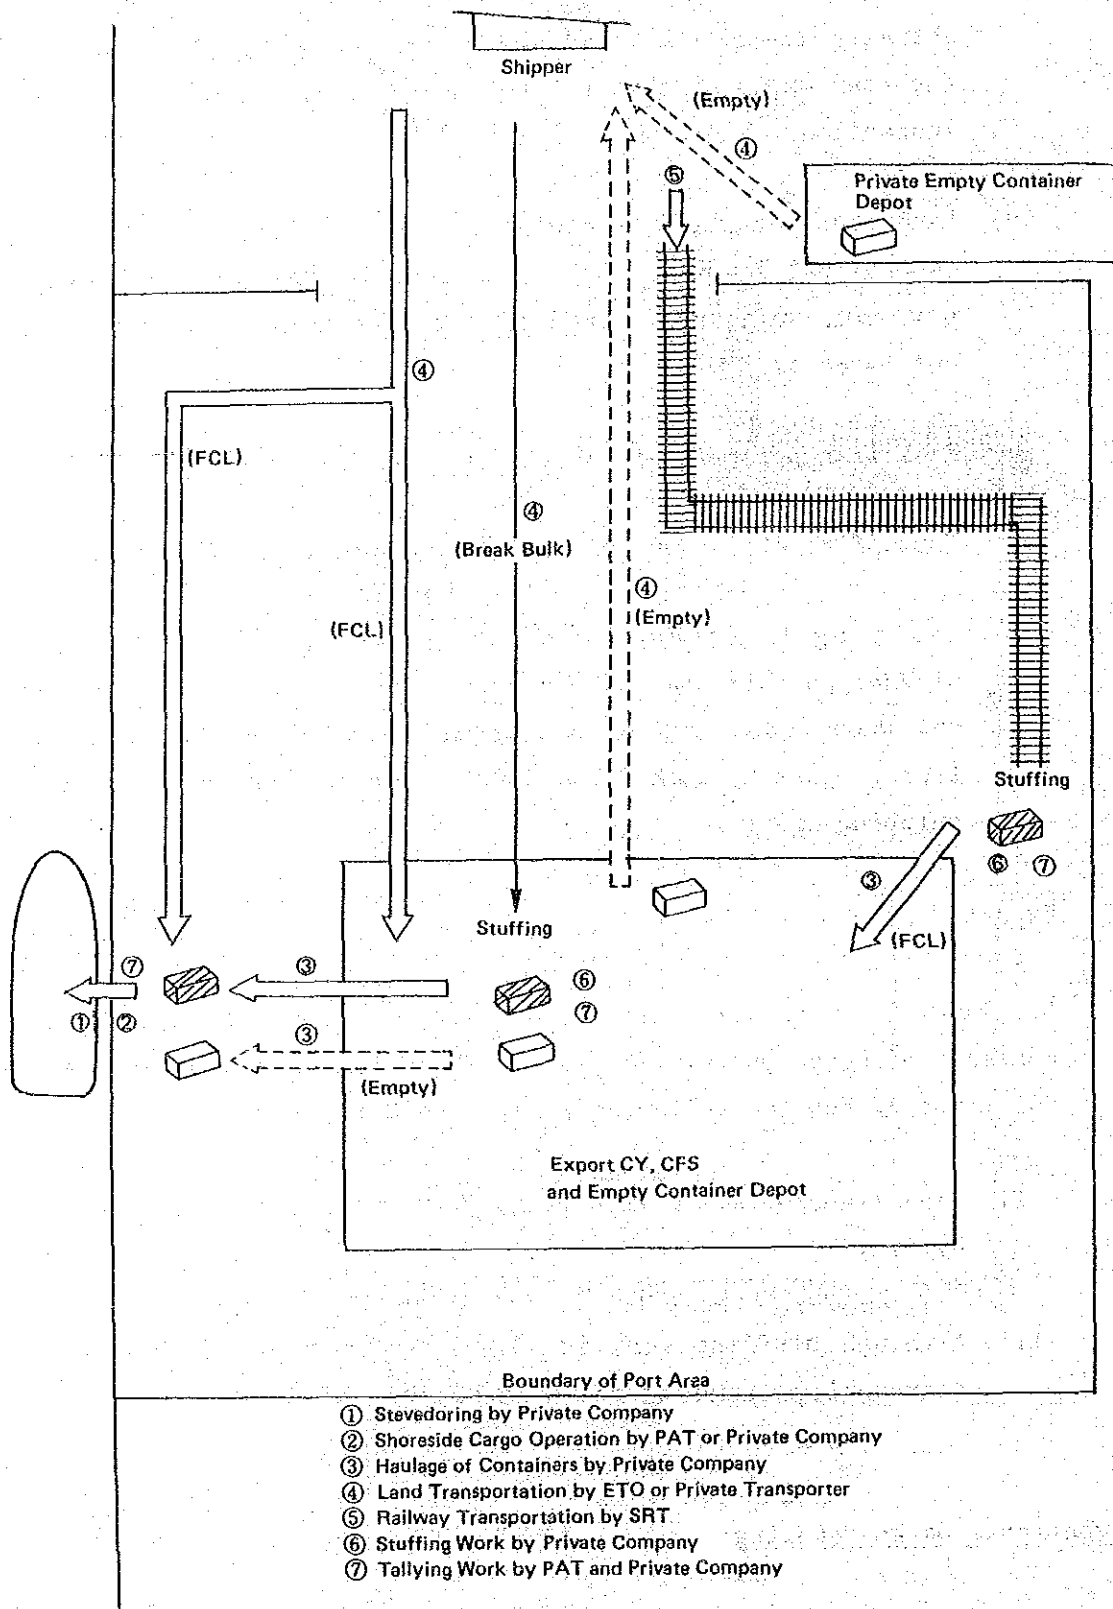 Shipper
(Empty)
④
⑤
Private Empty Container
Depot
④
(FCL)
④
(Break Bulk)
④
(Empty)
(FCL)
Stuffing
③
⑥ ⑦
(FCL)
Stuffing
⑦
③
⑥
⑦
① ②
③
(Empty)
Export CY, CFS
and Empty Container Depot
Boundary of Port Area
① Stevedoring by Private Company
② Shoreside Cargo Operation by PAT or Private Company
③ Haulage of Containers by Private Company
④ Land Transportation by ETO or Private Transporter
⑤ Railway Transportation by SRT
⑥ Stuffing Work by Private Company
⑦ Tallying Work by PAT and Private Company